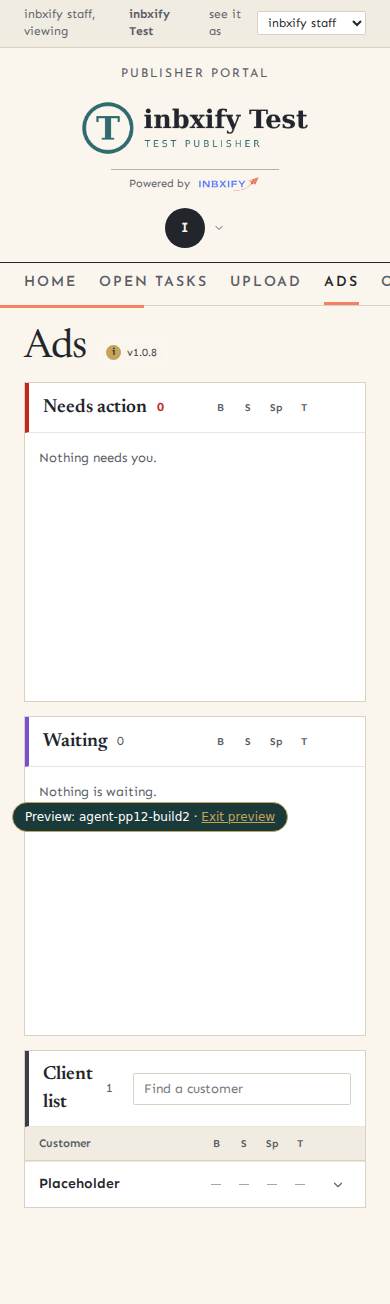 inbxify staff, viewing inbxify Test see it as inbxify staff
PUBLISHER PORTAL
T inbxify Test
TEST PUBLISHER
Powered by INBXIFY
I
HOME OPEN TASKS UPLOAD ADS
Ads i v1.0.8
Needs action 0 B S Sp T
Nothing needs you.
Waiting 0 B S Sp T
Nothing is waiting.
Preview: agent-pp12-build2 · Exit preview
Client list 1 Find a customer
Customer B S Sp T
Placeholder — — — —